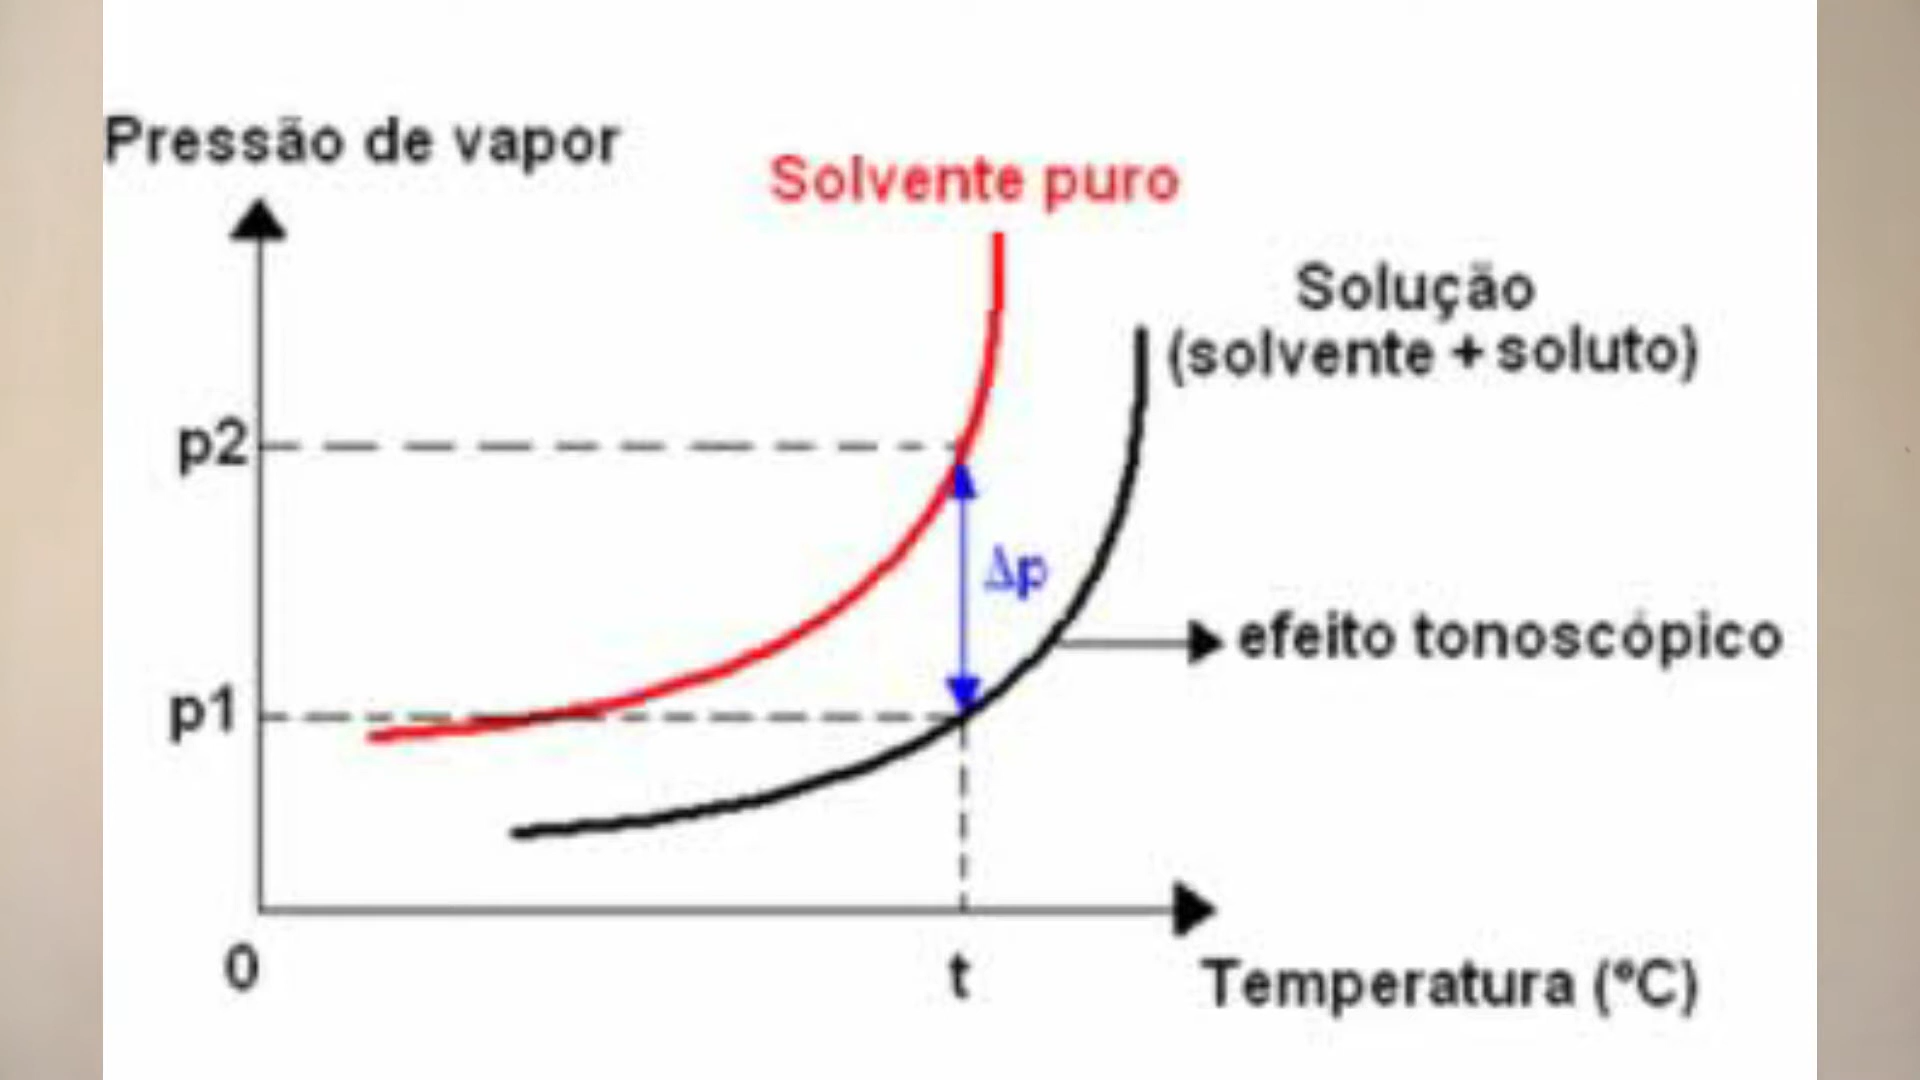 Pressão de vapor
Solvente puro
Solução
(solvente + soluto)
p2
Δp
efeito tonoscópico
p1
0
t
Temperatura (°C)